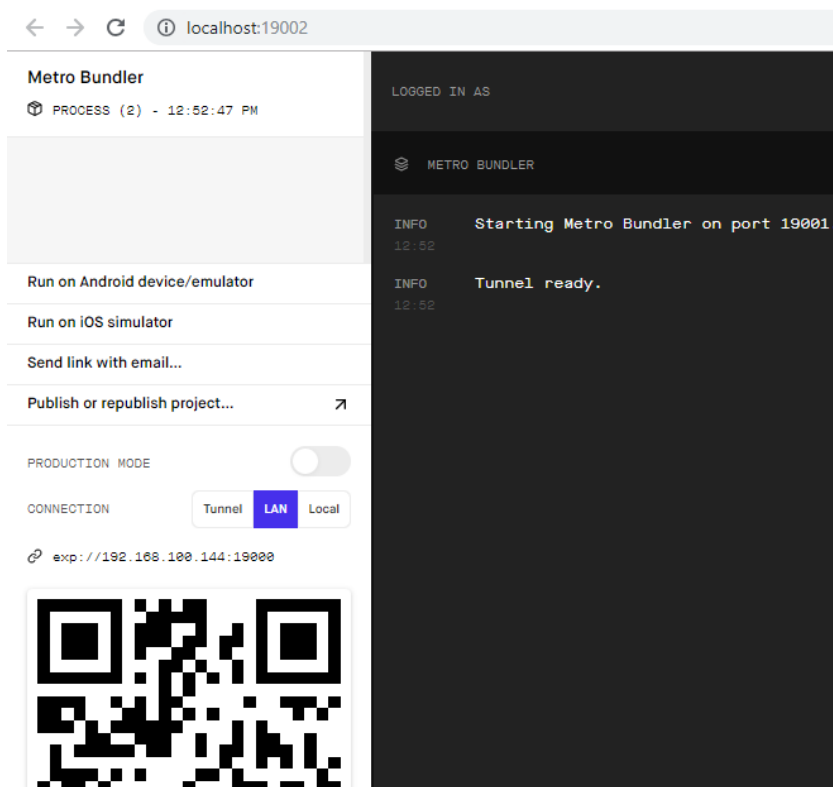 localhost:19002
Metro Bundler
PROCESS (2) - 12:52:47 PM
Run on Android device/emulator
Run on iOS simulator
Send link with email...
Publish or republish project...
PRODUCTION MODE
CONNECTION
Tunnel
LAN
Local
exp://192.168.100.144:19000
LOGGED IN AS
METRO BUNDLER
INFO Starting Metro Bundler on port 19001
12:52
INFO Tunnel ready.
12:52